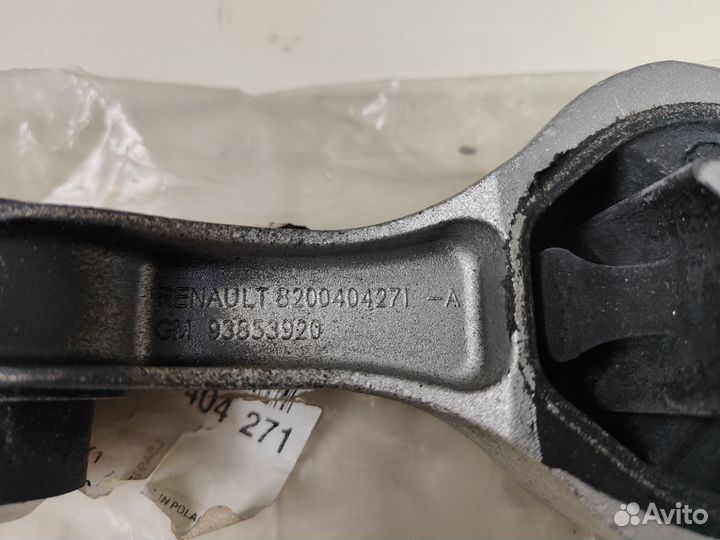 RENAULT 8200404271 -A
GM 93853920
404 271
IN POLA
Avito